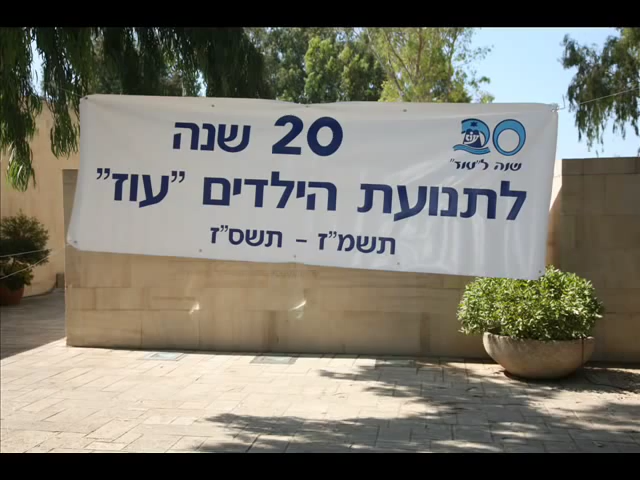 20 שנה
לתנועת הילדים "עוז"
תשמ"ז - תשס"ז
20
שנה ל"עוז"